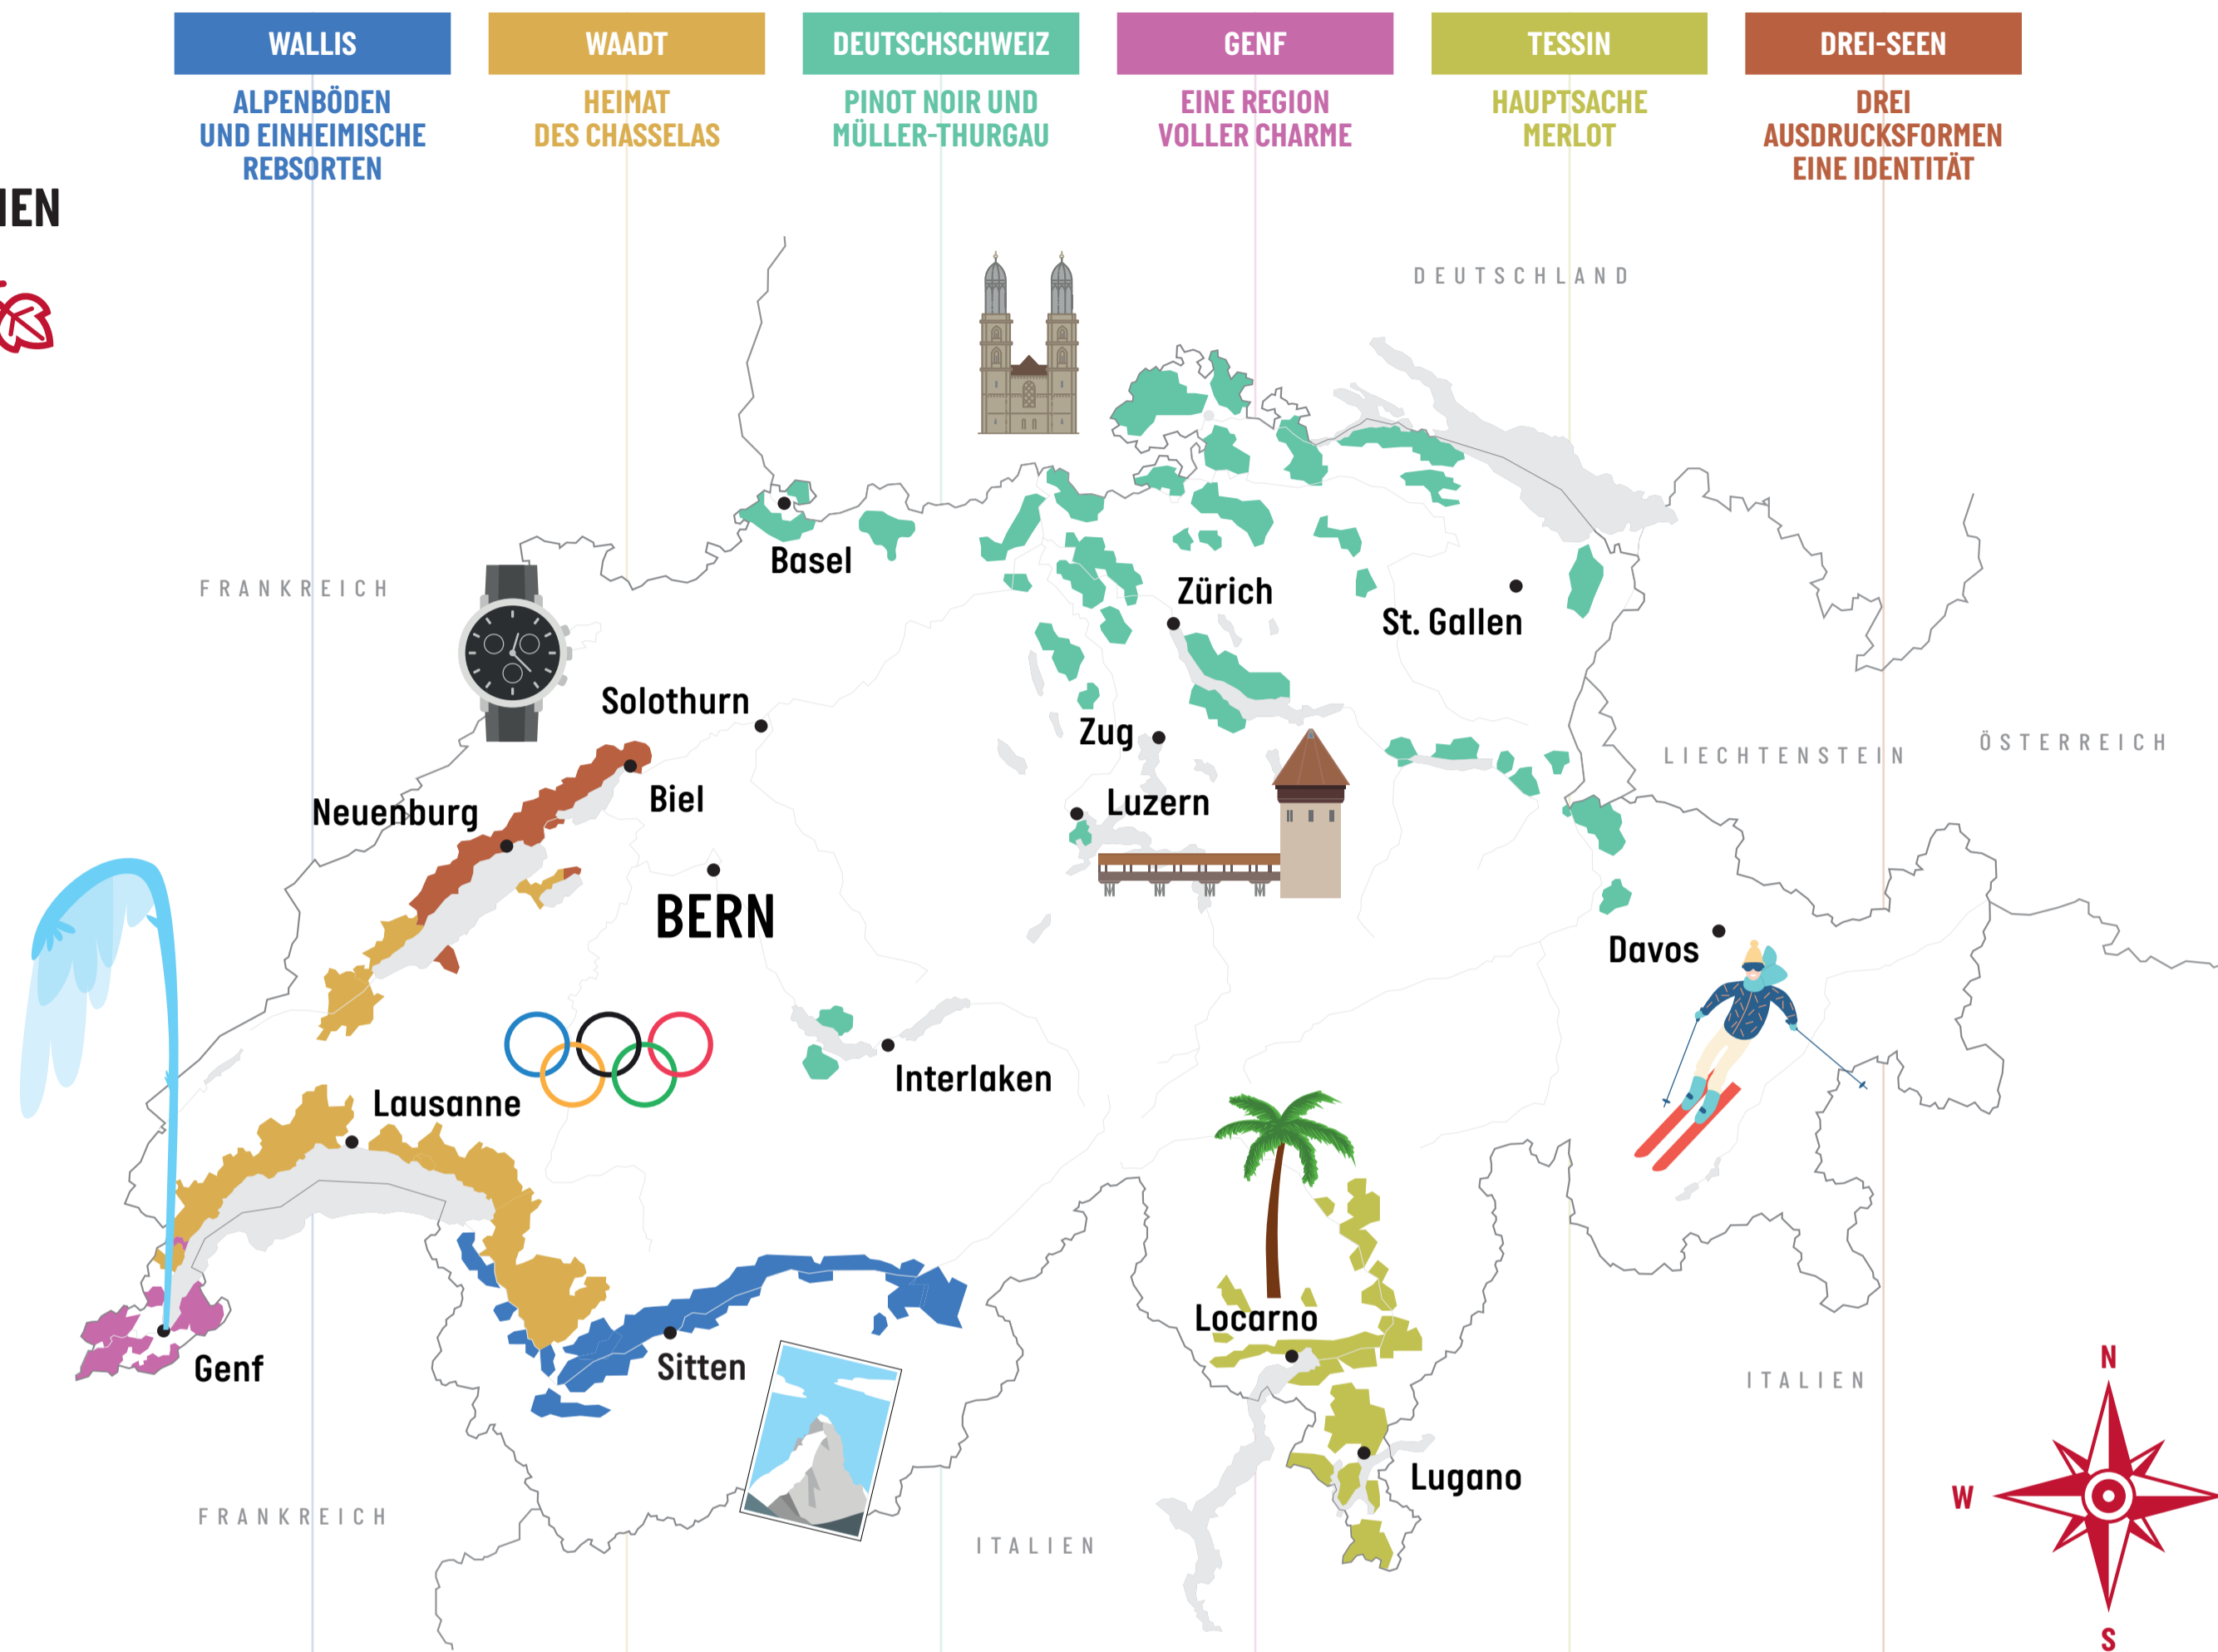 WALLIS
WAADT
DEUTSCHSCHWEIZ
GENF
TESSIN
DREI-SEEN
ALPENBÖDEN
UND EINHEIMISCHE
REBSORTEN
HEIMAT
DES CHASSELAS
PINOT NOIR UND
MÜLLER-THURGAU
EINE REGION
VOLLER CHARME
HAUPTSACHE
MERLOT
DREI
AUSDRUCKSFORMEN
EINE IDENTITÄT
DEUTSCHLAND
Basel
FRANKREICH
Zürich
St. Gallen
Solothurn
Zug
LIECHTENSTEIN
ÖSTERREICH
Biel
Neuenburg
Luzern
BERN
Davos
Interlaken
Lausanne
Locarno
Sitten
Genf
ITALIEN
N
Lugano
W
FRANKREICH
ITALIEN
S